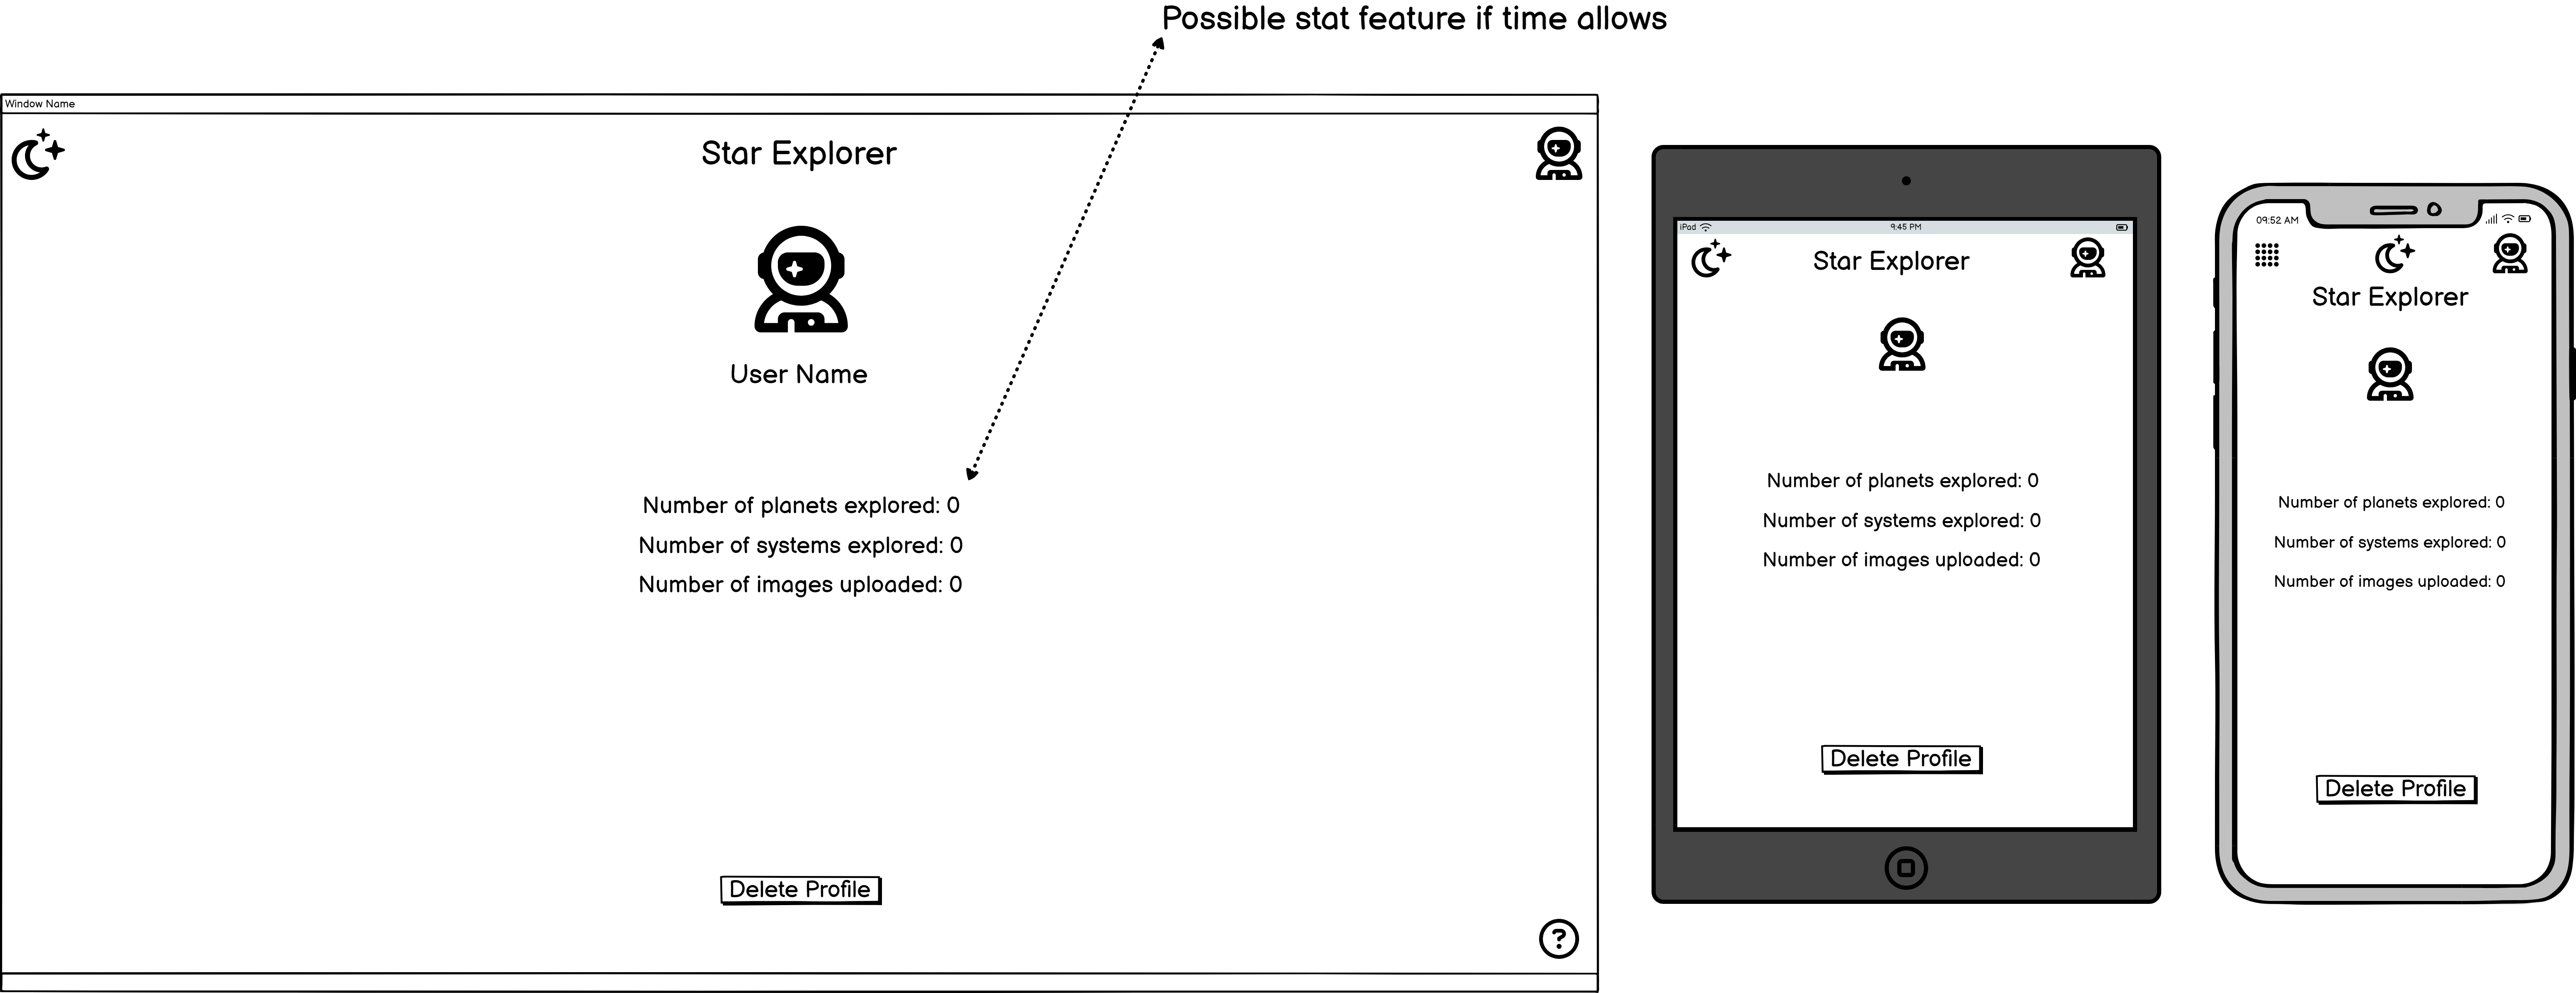 Possible stat feature if time allows
Window Name
Star Explorer
User Name
Number of planets explored: 0
Number of systems explored: 0
Number of images uploaded: 0
Delete Profile
?
iPad
9:45 PM
Star Explorer
Number of planets explored: 0
Number of systems explored: 0
Number of images uploaded: 0
Delete Profile
09:52 AM
Star Explorer
Number of planets explored: 0
Number of systems explored: 0
Number of images uploaded: 0
Delete Profile